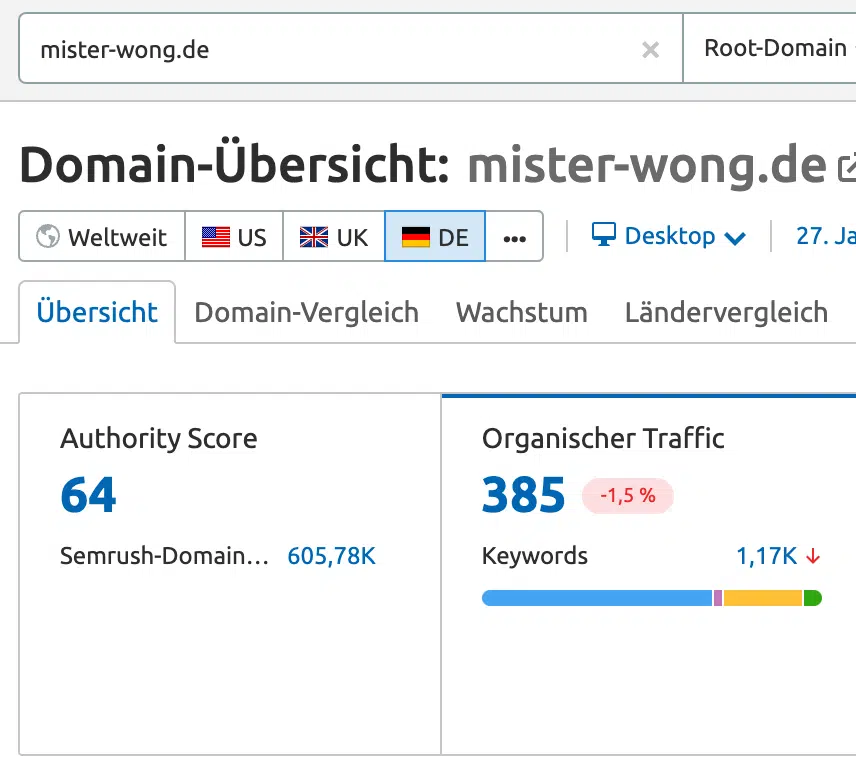 mister-wong.de × Root-Domain
Domain-Übersicht: mister-wong.de
Weltweit US UK DE ... Desktop 27. Ja
Übersicht Domain-Vergleich Wachstum Ländervergleich
Authority Score
64
Semrush-Domain... 605,78K
Organischer Traffic
385 -1,5 %
Keywords 1,17K ↓